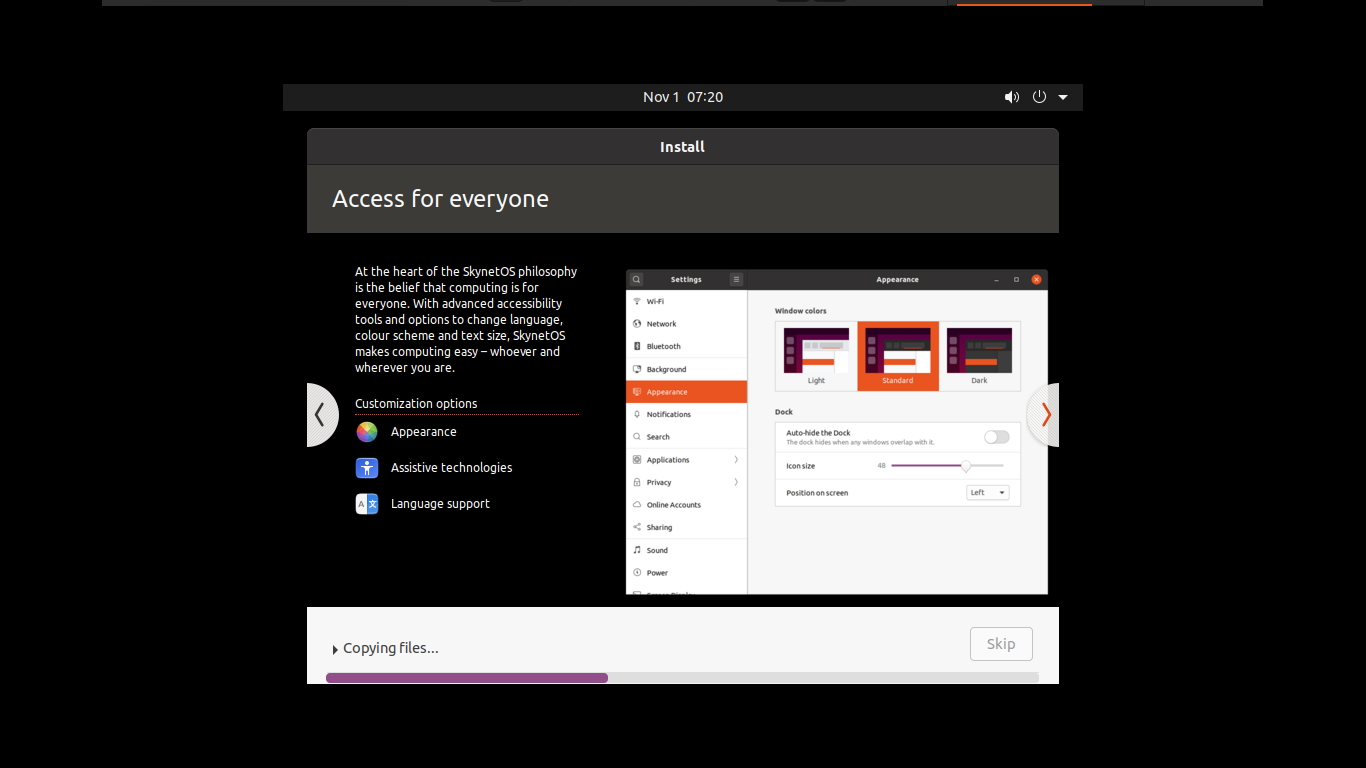 Nov 1 07:20
Install
Access for everyone
At the heart of the SkynetOS philosophy
is the belief that computing is for
everyone. With advanced accessibility
tools and options to change language,
colour scheme and text size, SkynetOS
makes computing easy – whoever and
wherever you are.
Customization options
Appearance
Assistive technologies
Language support
Settings
Appearance
Wi-Fi
Network
Bluetooth
Background
Appearance
Notifications
Search
Applications
Privacy
Online Accounts
Sharing
Sound
Power
Window colors
Light
Standard
Dark
Dock
Auto-hide the Dock
The dock hides when any windows overlap with it.
Icon size
48
Position on screen
Left
Copying files...
Skip